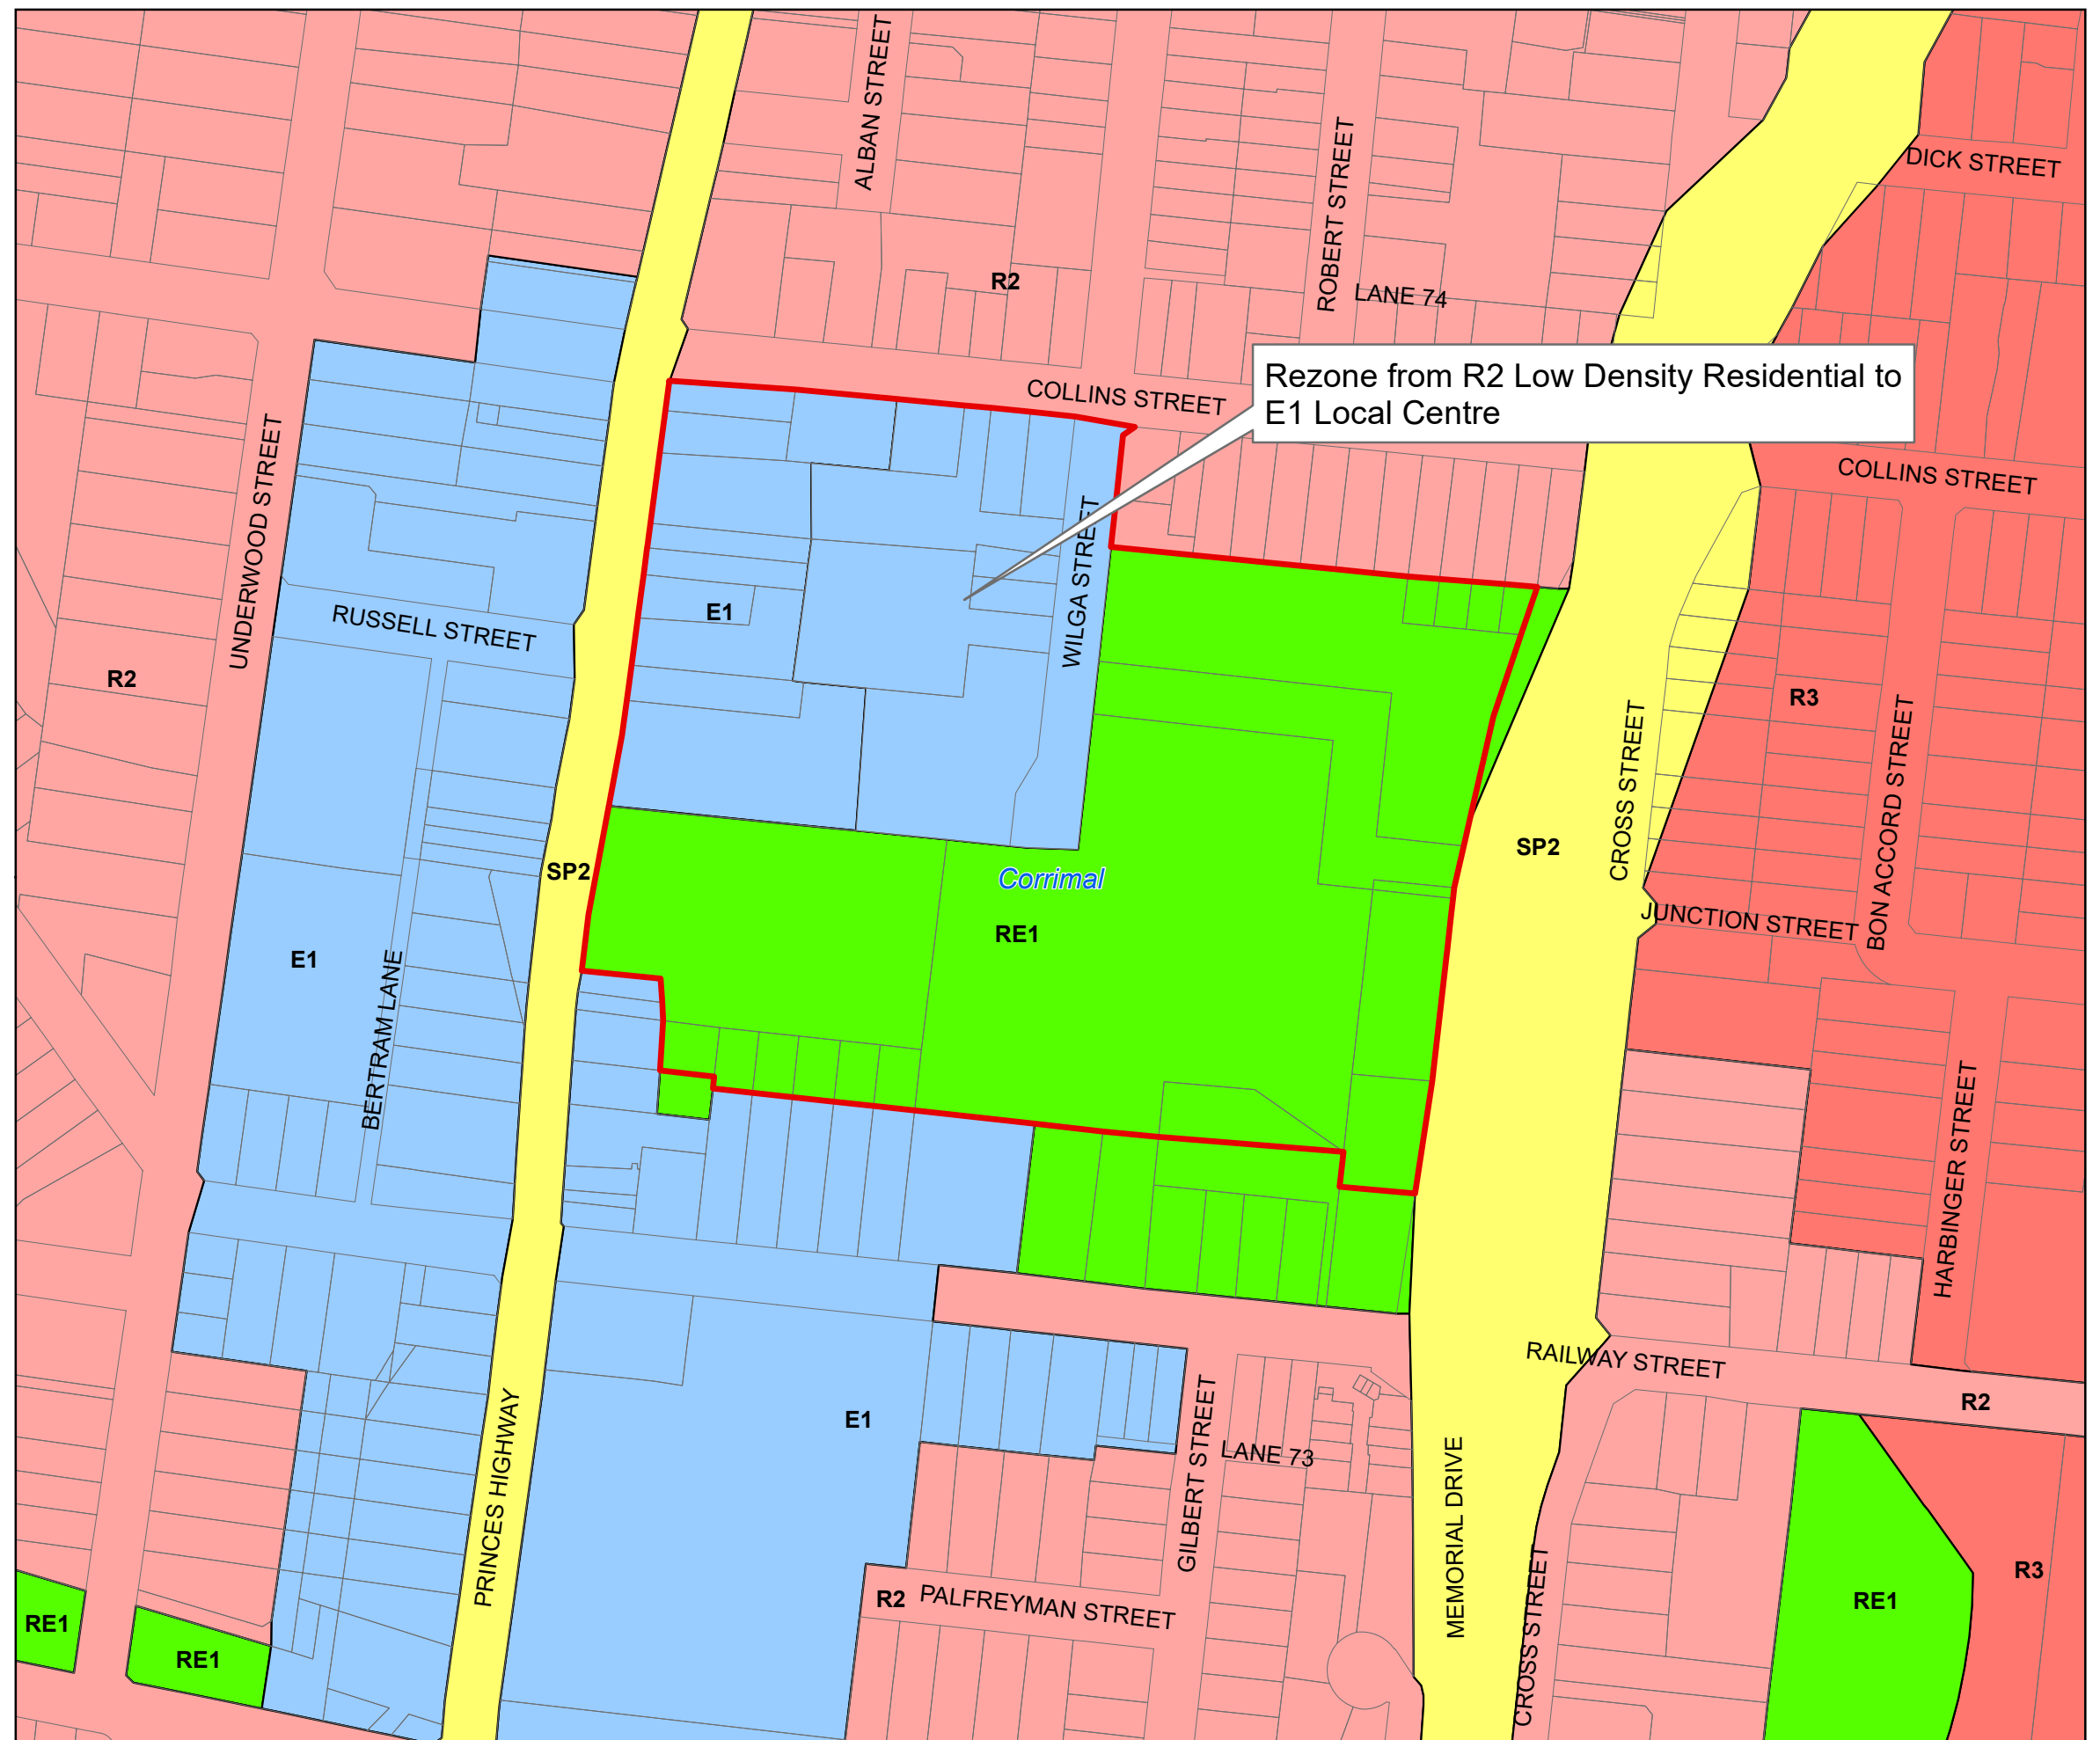 ALBAN STREET
ROBERT STREET
DICK STREET
R2
LANE 74
Rezone from R2 Low Density Residential to
E1 Local Centre
COLLINS STREET
COLLINS STREET
UNDERWOOD STREET
WILGA STREET
E1
RUSSELL STREET
R2
R3
CROSS STREET
BON ACCORD STREET
SP2
SP2
Corrimal
JUNCTION STREET
RE1
E1
BERTRAM LANE
HARBINGER STREET
RAILWAY STREET
R2
E1
PRINCES HIGHWAY
GILBERT STREET
LANE 73
MEMORIAL DRIVE
CROSS STREET
R3
R2
PALFREYMAN STREET
RE1
RE1
RE1